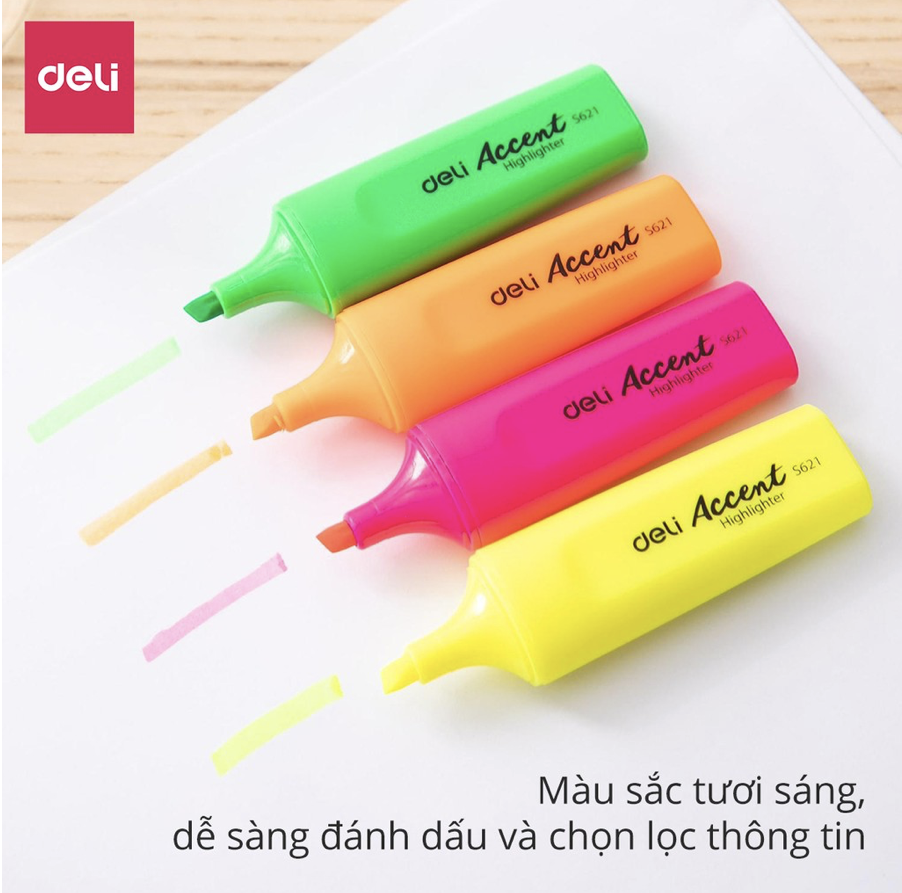 deli
deli Accent S621
Highlighter
deli Accent S621
Highlighter
deli Accent S621
Highlighter
deli Accent S621
Highlighter
Màu sắc tươi sáng,
dễ sàng đánh dấu và chọn lọc thông tin